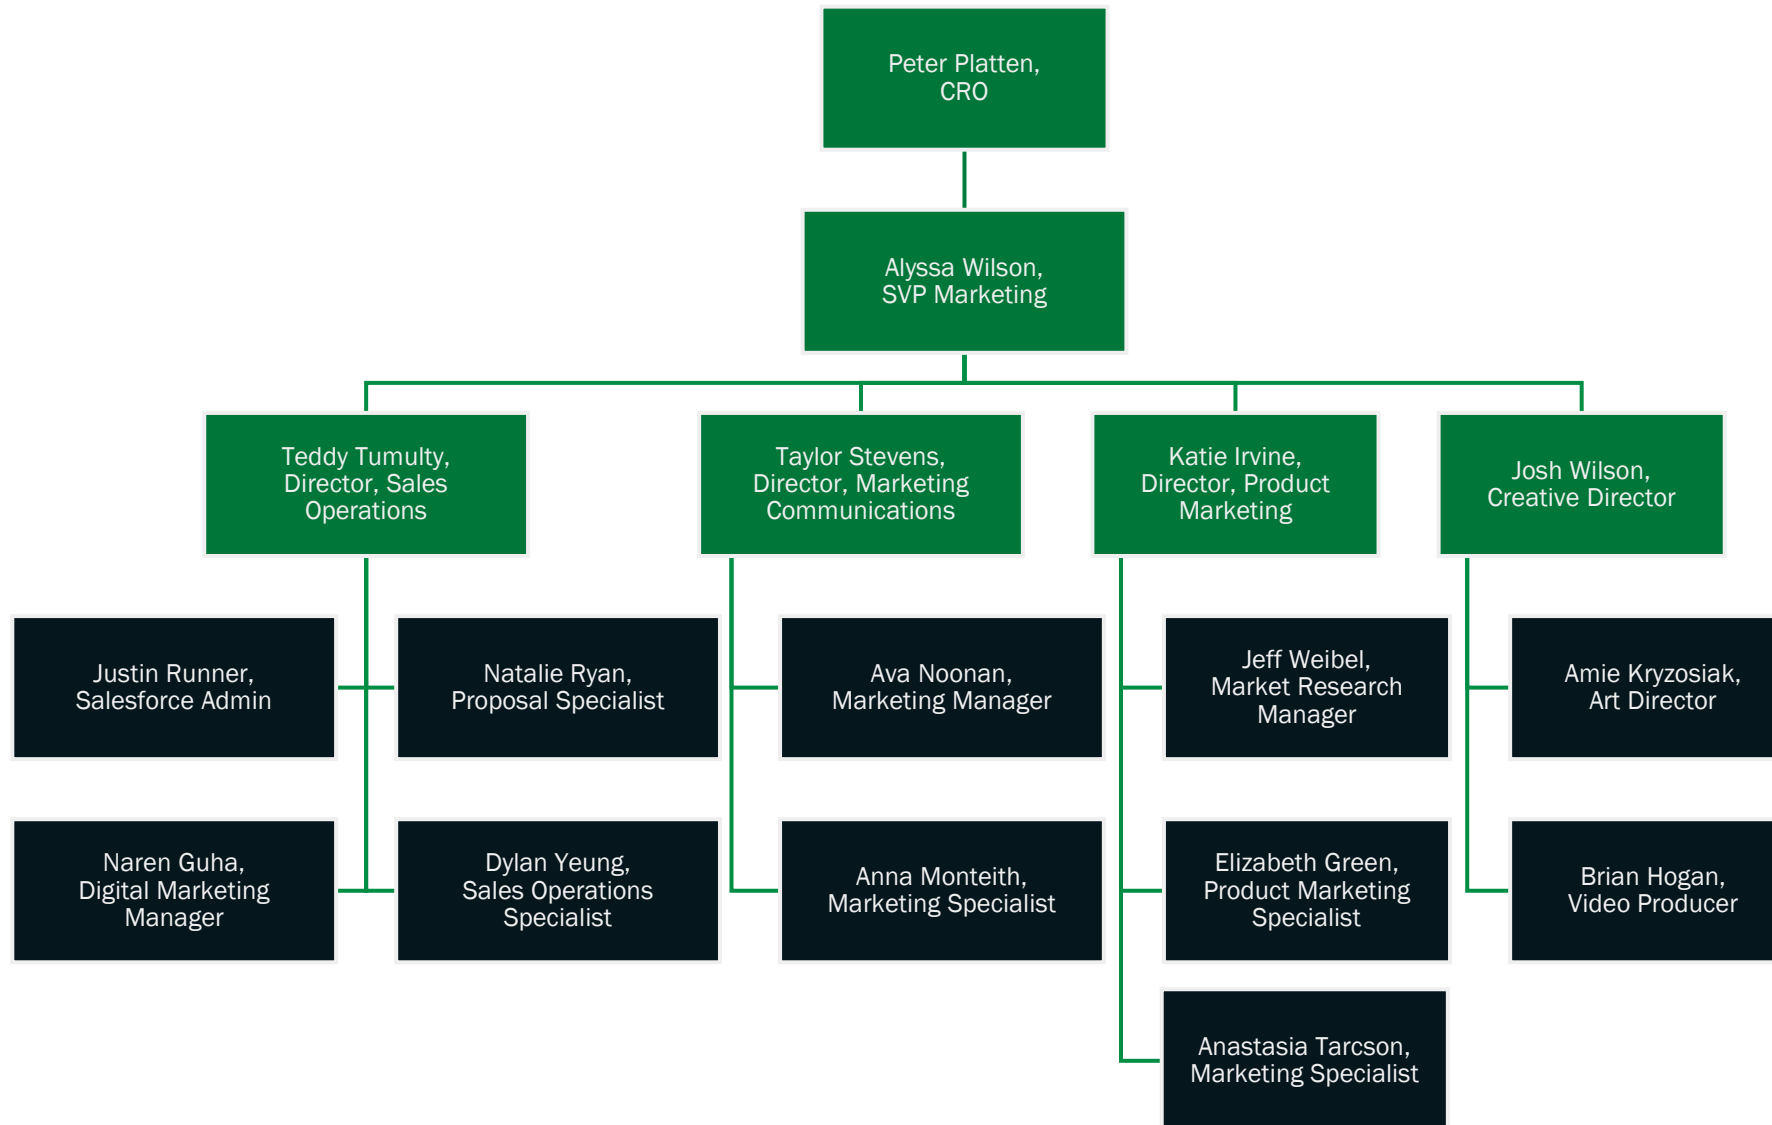 Peter Platten,
CRO
Alyssa Wilson,
SVP Marketing
Teddy Tumulty,
Director, Sales
Operations
Taylor Stevens,
Director, Marketing
Communications
Katie Irvine,
Director, Product
Marketing
Josh Wilson,
Creative Director
Justin Runner,
Salesforce Admin
Natalie Ryan,
Proposal Specialist
Ava Noonan,
Marketing Manager
Jeff Weibel,
Market Research
Manager
Amie Kryzosiak,
Art Director
Naren Guha,
Digital Marketing
Manager
Dylan Yeung,
Sales Operations
Specialist
Anna Monteith,
Marketing Specialist
Elizabeth Green,
Product Marketing
Specialist
Brian Hogan,
Video Producer
Anastasia Tarcson,
Marketing Specialist